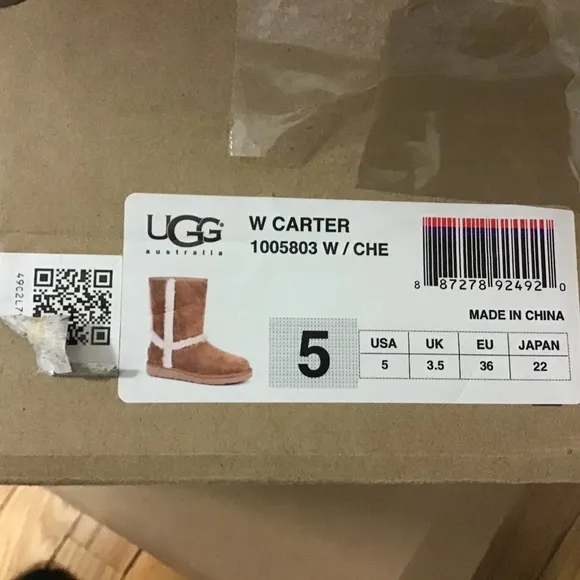 UGG®
australia
W CARTER
1005803 W / CHE
8 87278 92492 0
MADE IN CHINA
5
USA UK EU JAPAN
5 3.5 36 22
49C2L7